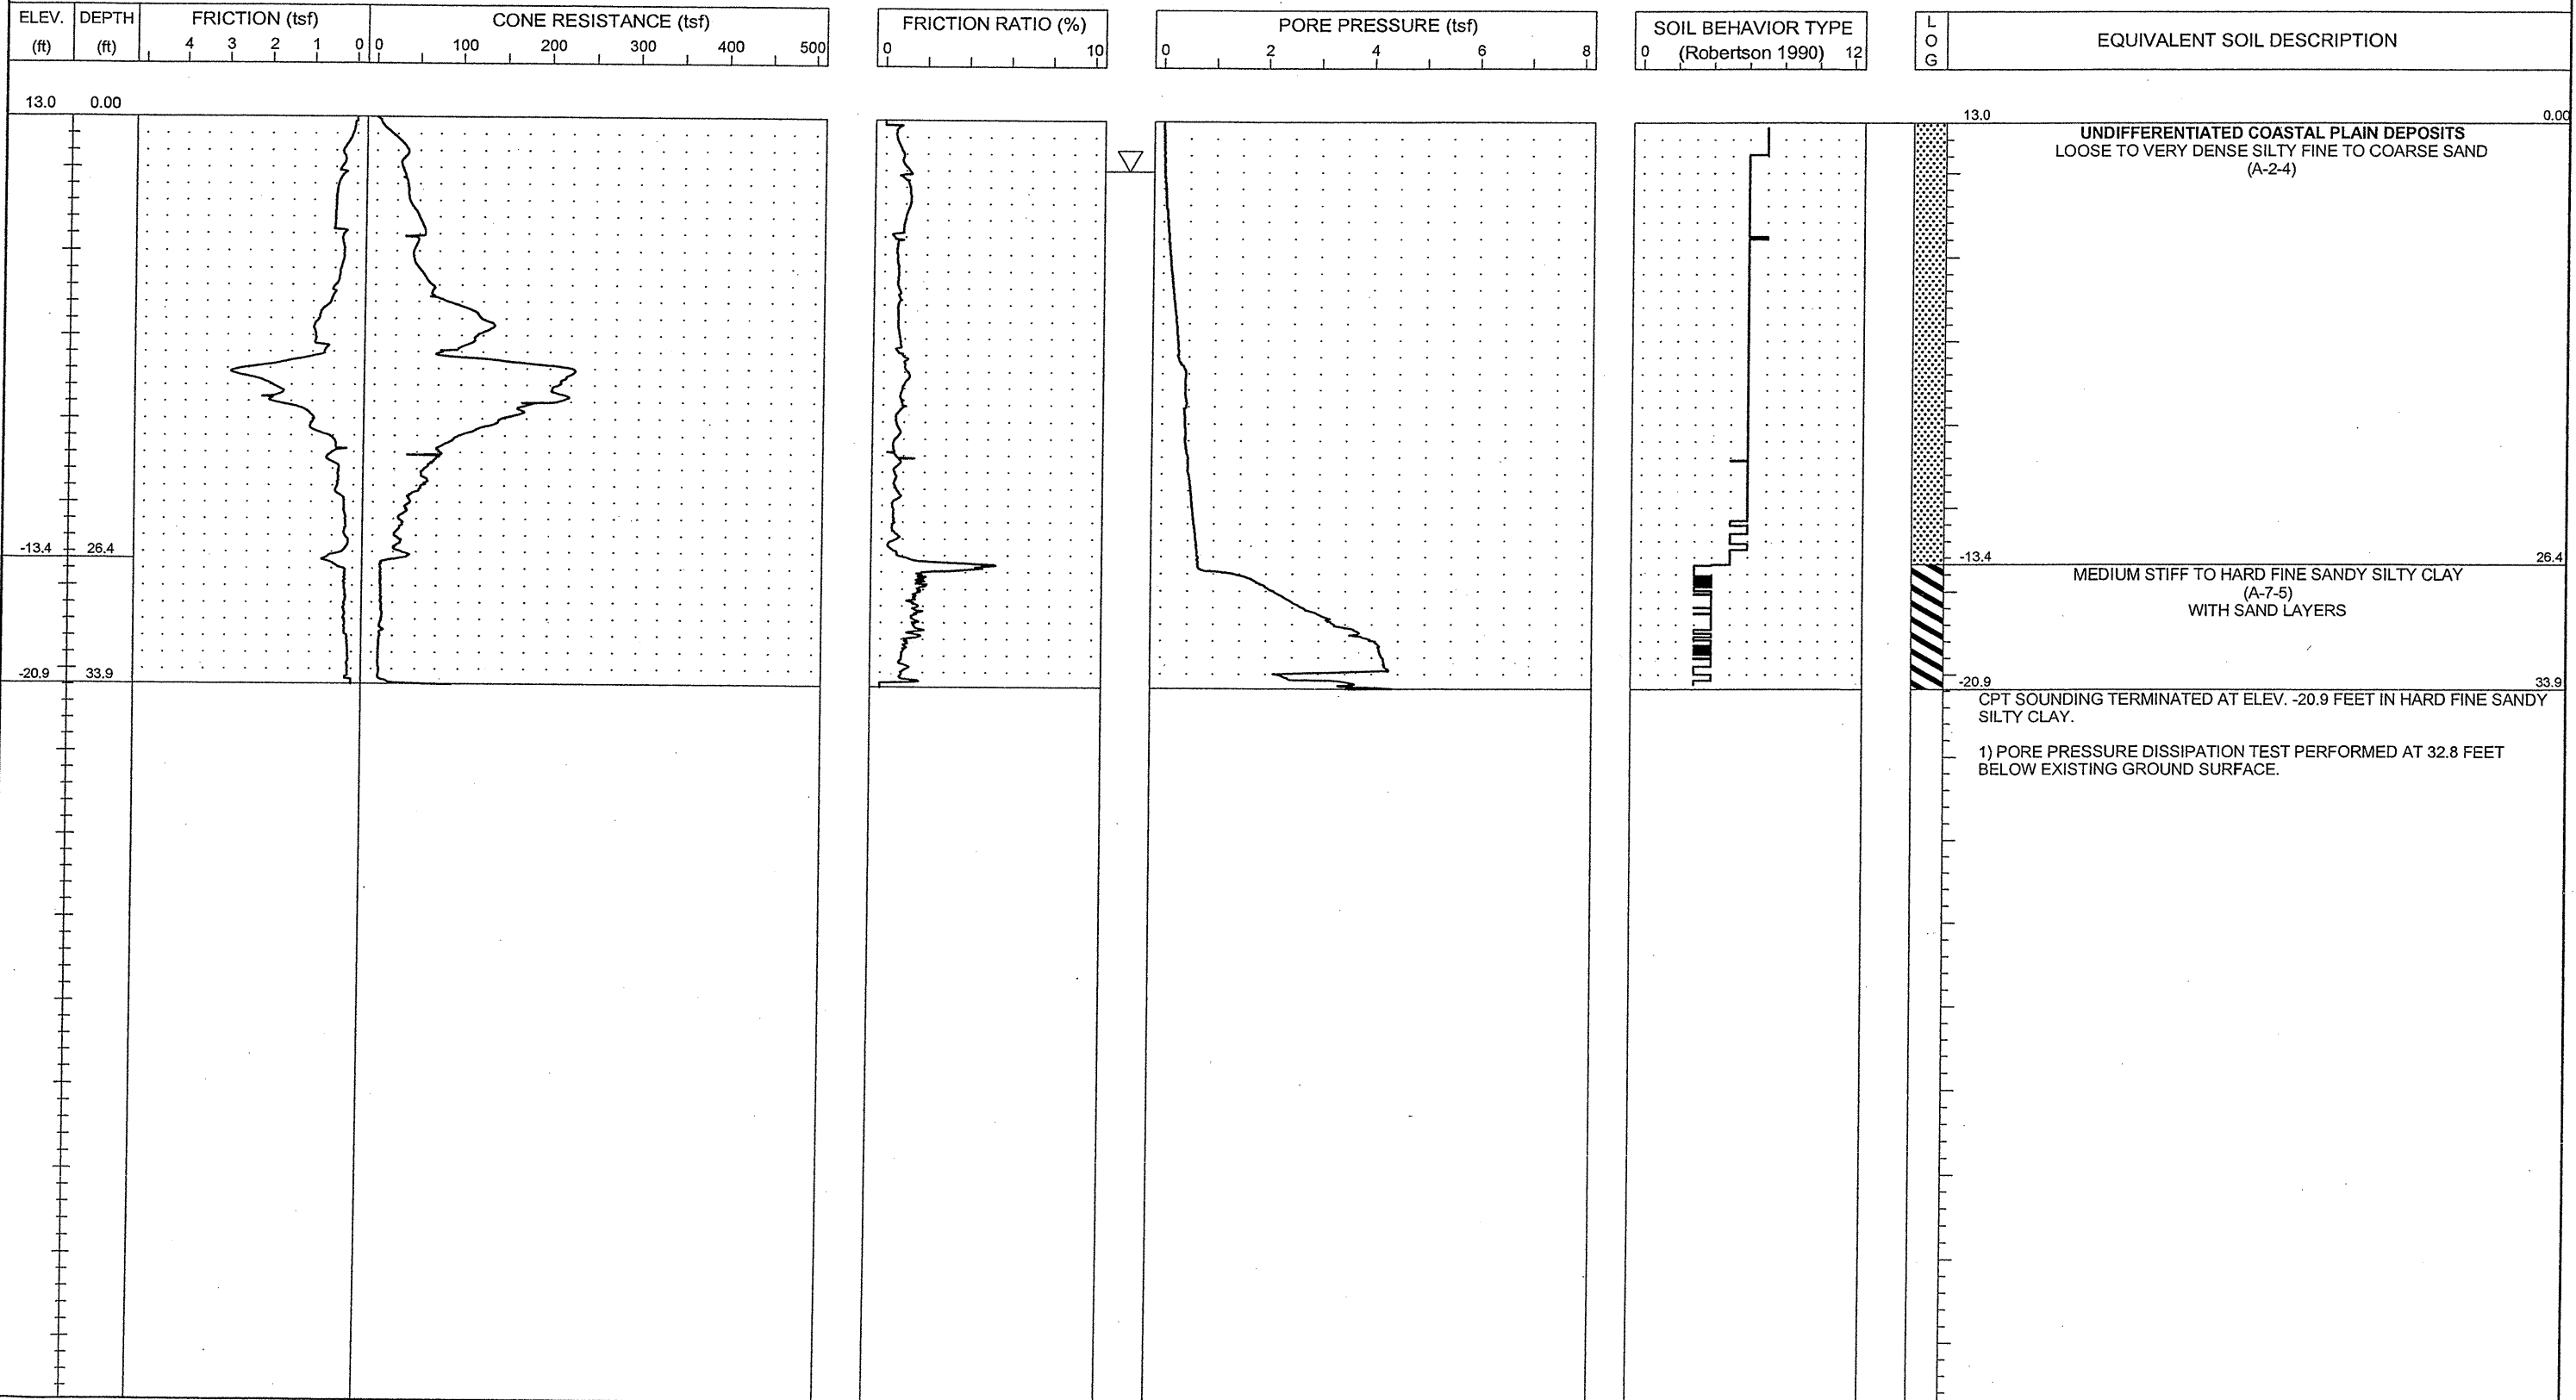 ELEV.
(ft)
DEPTH
(ft)
FRICTION (tsf)
4 3 2 1 0
CONE RESISTANCE (tsf)
0 100 200 300 400 500
FRICTION RATIO (%)
0 10
PORE PRESSURE (tsf)
0 2 4 6 8
SOIL BEHAVIOR TYPE
(Robertson 1990)
0 12
L
O
G
EQUIVALENT SOIL DESCRIPTION
13.0 0.00
13.0 0.00
UNDIFFERENTIATED COASTAL PLAIN DEPOSITS
LOOSE TO VERY DENSE SILTY FINE TO COARSE SAND
(A-2-4)
-13.4 26.4
-13.4 26.4
MEDIUM STIFF TO HARD FINE SANDY SILTY CLAY
(A-7-5)
WITH SAND LAYERS
-20.9 33.9
-20.9 33.9
CPT SOUNDING TERMINATED AT ELEV. -20.9 FEET IN HARD FINE SANDY
SILTY CLAY.
1) PORE PRESSURE DISSIPATION TEST PERFORMED AT 32.8 FEET
BELOW EXISTING GROUND SURFACE.